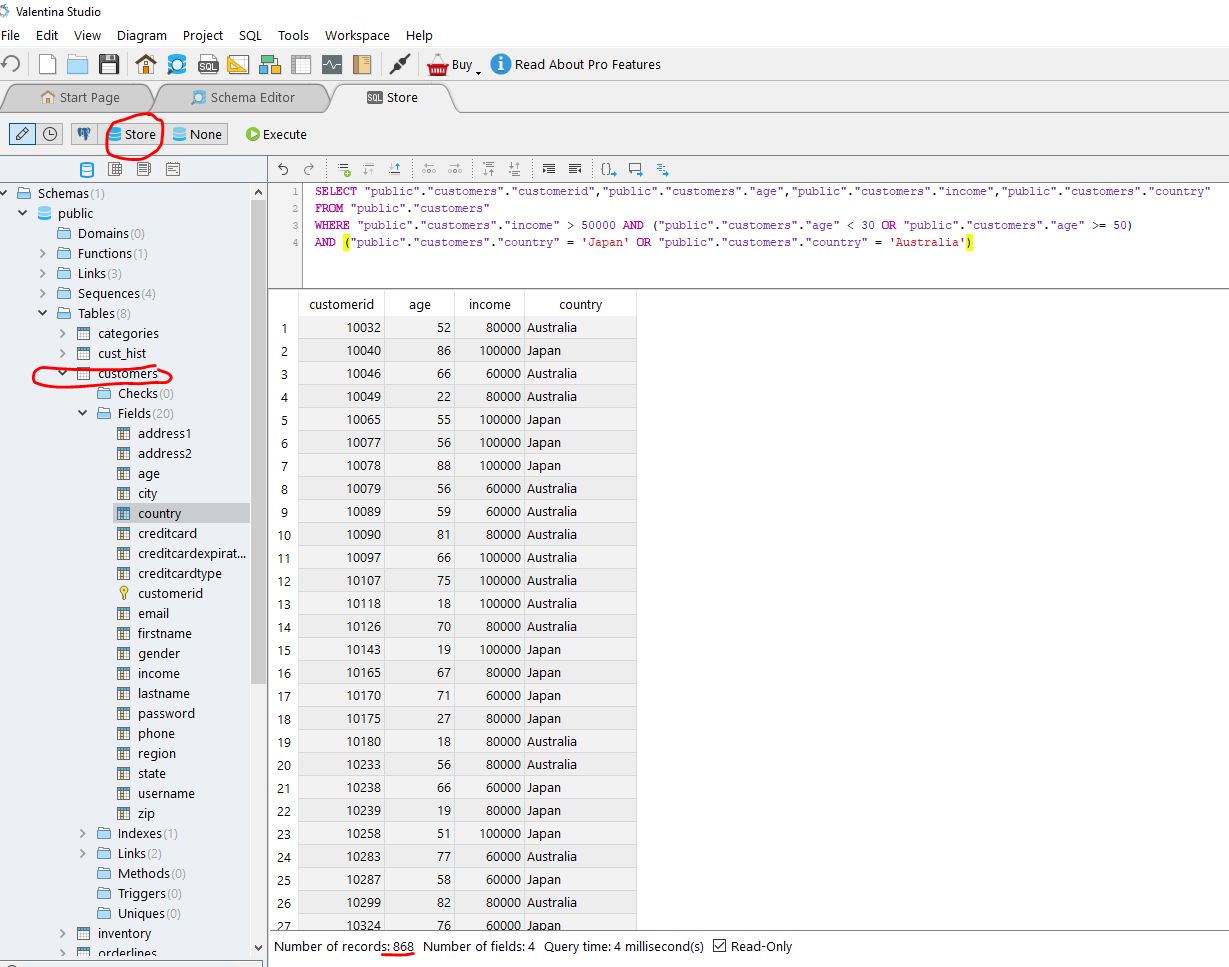 Valentina Studio
File Edit View Diagram Project SQL Tools Workspace Help
SQL Buy Read About Pro Features
Start Page Schema Editor SQL Store
Store None Execute
Schemas (1)
public
Domains (0)
Functions (1)
Links (3)
Sequences (4)
Tables (8)
categories
cust_hist
customers
Checks (0)
Fields (20)
address1
address2
age
city
country
creditcard
creditcardexpirat...
creditcardtype
customerid
email
firstname
gender
income
lastname
password
phone
region
state
username
zip
Indexes (1)
Links (2)
Methods (0)
Triggers (0)
Uniques (0)
inventory
orderlines
1 SELECT "public"."customers"."customerid","public"."customers"."age","public"."customers"."income","public"."customers"."country"
2 FROM "public"."customers"
3 WHERE "public"."customers"."income" > 50000 AND ("public"."customers"."age" < 30 OR "public"."customers"."age" >= 50)
4 AND ("public"."customers"."country" = 'Japan' OR "public"."customers"."country" = 'Australia')
customerid age income country
1 10032 52 80000 Australia
2 10040 86 100000 Japan
3 10046 66 60000 Australia
4 10049 22 80000 Australia
5 10065 55 100000 Japan
6 10077 56 100000 Japan
7 10078 88 100000 Japan
8 10079 56 60000 Australia
9 10089 59 60000 Australia
10 10090 81 80000 Australia
11 10097 66 100000 Australia
12 10107 75 100000 Australia
13 10118 18 100000 Australia
14 10126 70 80000 Australia
15 10143 19 100000 Japan
16 10165 67 80000 Japan
17 10170 71 60000 Japan
18 10175 27 80000 Japan
19 10180 18 80000 Australia
20 10233 56 80000 Australia
21 10238 66 60000 Japan
22 10239 19 80000 Japan
23 10258 51 100000 Japan
24 10283 77 60000 Australia
25 10287 58 60000 Japan
26 10299 82 80000 Australia
27 10324 76 60000 Japan
Number of records: 868 Number of fields: 4 Query time: 4 millisecond(s) Read-Only